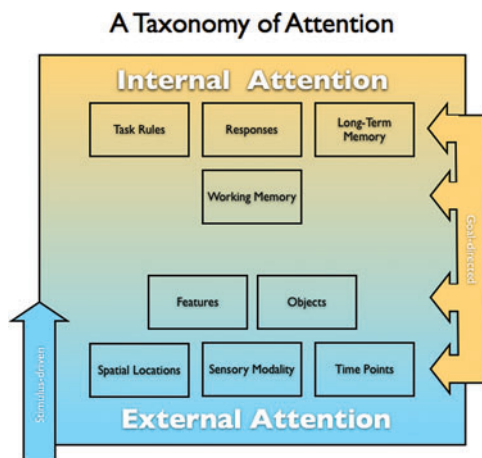 A Taxonomy of Attention
Internal Attention
Task Rules
Responses
Long-Term
Memory
Working Memory
Goal-directed
Features
Objects
Stimulus-driven
Spatial Locations
Sensory Modality
Time Points
External Attention